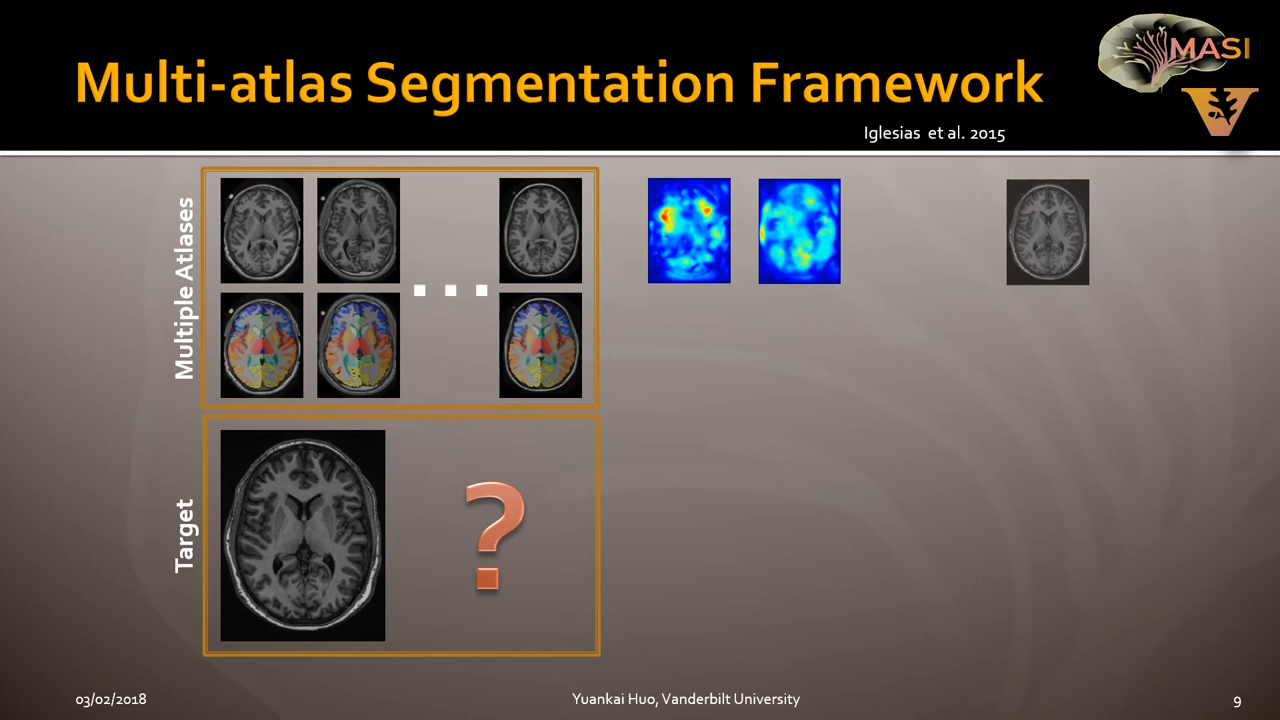 Multi-atlas Segmentation Framework
MASI
V
Iglesias et al. 2015
Multiple Atlases
Target
?
03/02/2018
Yuankai Huo, Vanderbilt University
9